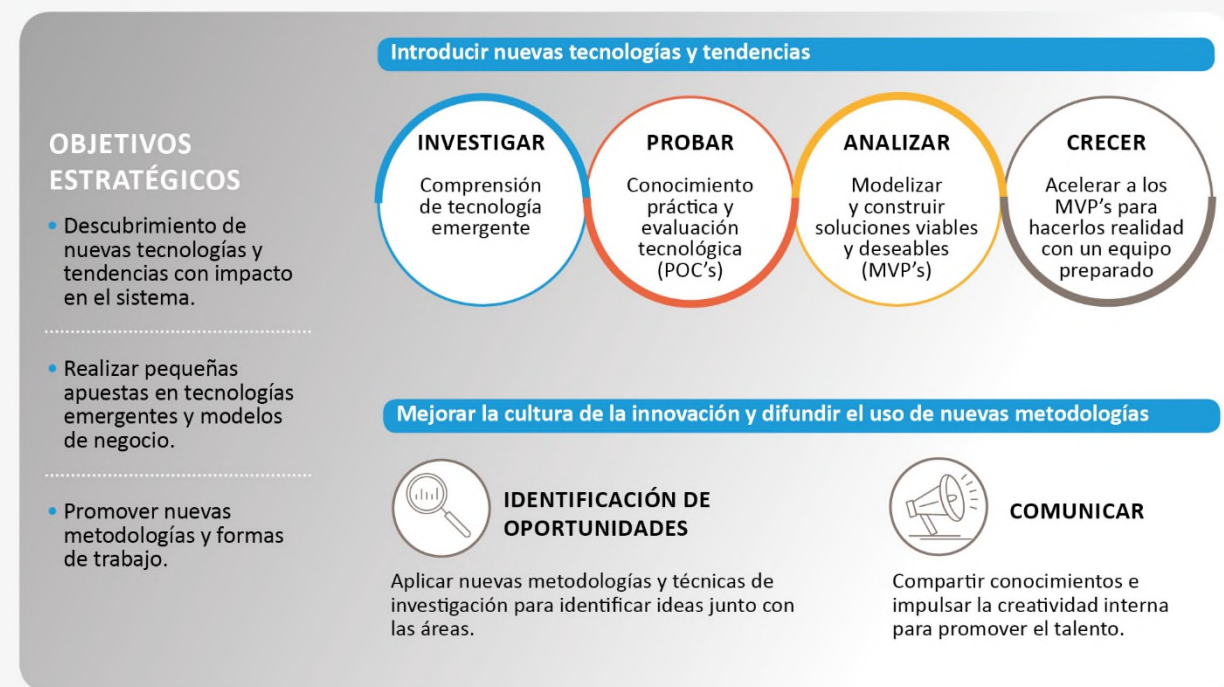 OBJETIVOS
ESTRATÉGICOS
• Descubrimiento de
nuevas tecnologías y
tendencias con impacto
en el sistema.
• Realizar pequeñas
apuestas en tecnologías
emergentes y modelos
de negocio.
• Promover nuevas
metodologías y formas
de trabajo.
Introducir nuevas tecnologías y tendencias
INVESTIGAR
Comprensión
de tecnología
emergente
PROBAR
Conocimiento
práctica y
evaluación
tecnológica
(POC’s)
ANALIZAR
Modelizar
y construir
soluciones viables
y deseables
(MVP’s)
CRECER
Acelerar a los
MVP’s para
hacerlos realidad
con un equipo
preparado
Mejorar la cultura de la innovación y difundir el uso de nuevas metodologías
IDENTIFICACIÓN DE
OPORTUNIDADES
Aplicar nuevas metodologías y técnicas de
investigación para identificar ideas junto con
las áreas.
COMUNICAR
Compartir conocimientos e
impulsar la creatividad interna
para promover el talento.